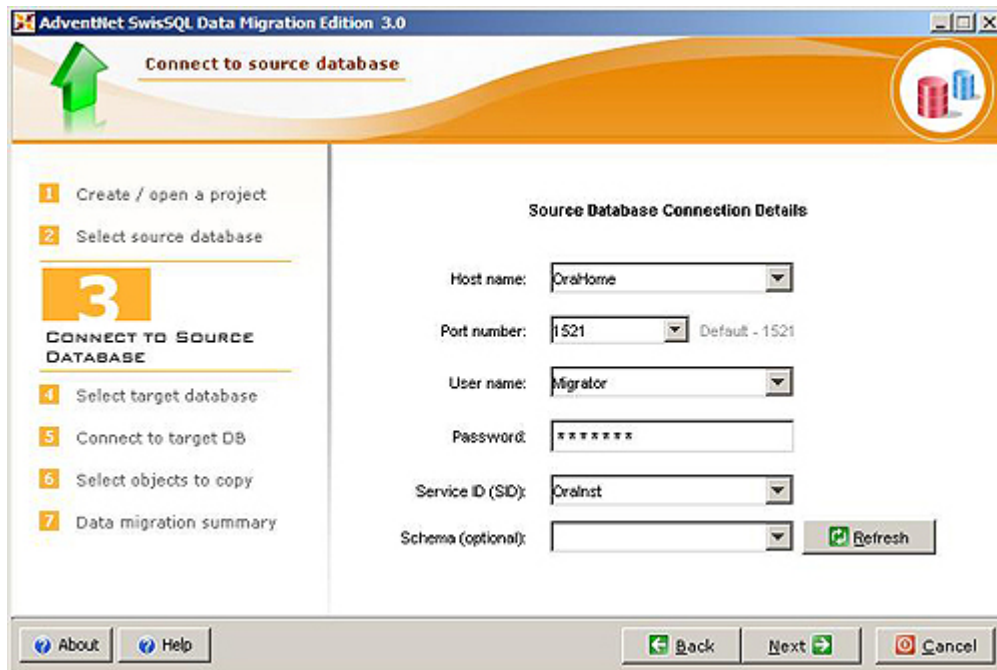 AdventNet SwisSQL Data Migration Edition 3.0
Connect to source database
1 Create / open a project
2 Select source database
3
CONNECT TO SOURCE
DATABASE
4 Select target database
5 Connect to target DB
6 Select objects to copy
7 Data migration summary
Source Database Connection Details
Host name: OraHome
Port number: 1521 Default - 1521
User name: Migrator
Password: *******
Service ID (SID): OraInst
Schema (optional): Refresh
About Help Back Next Cancel